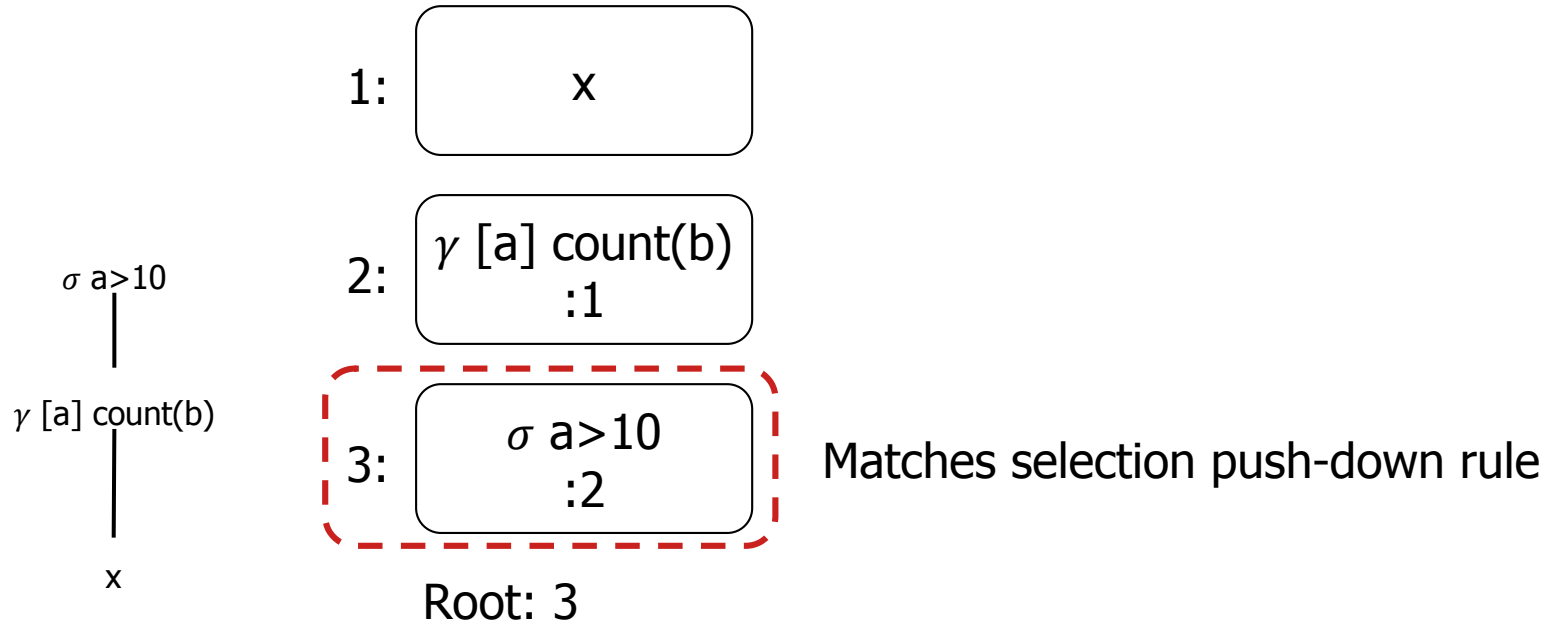 σ a>10
γ [a] count(b)
x
1:
x
2:
γ [a] count(b)
:1
3:
σ a>10
:2
Root: 3
Matches selection push-down rule